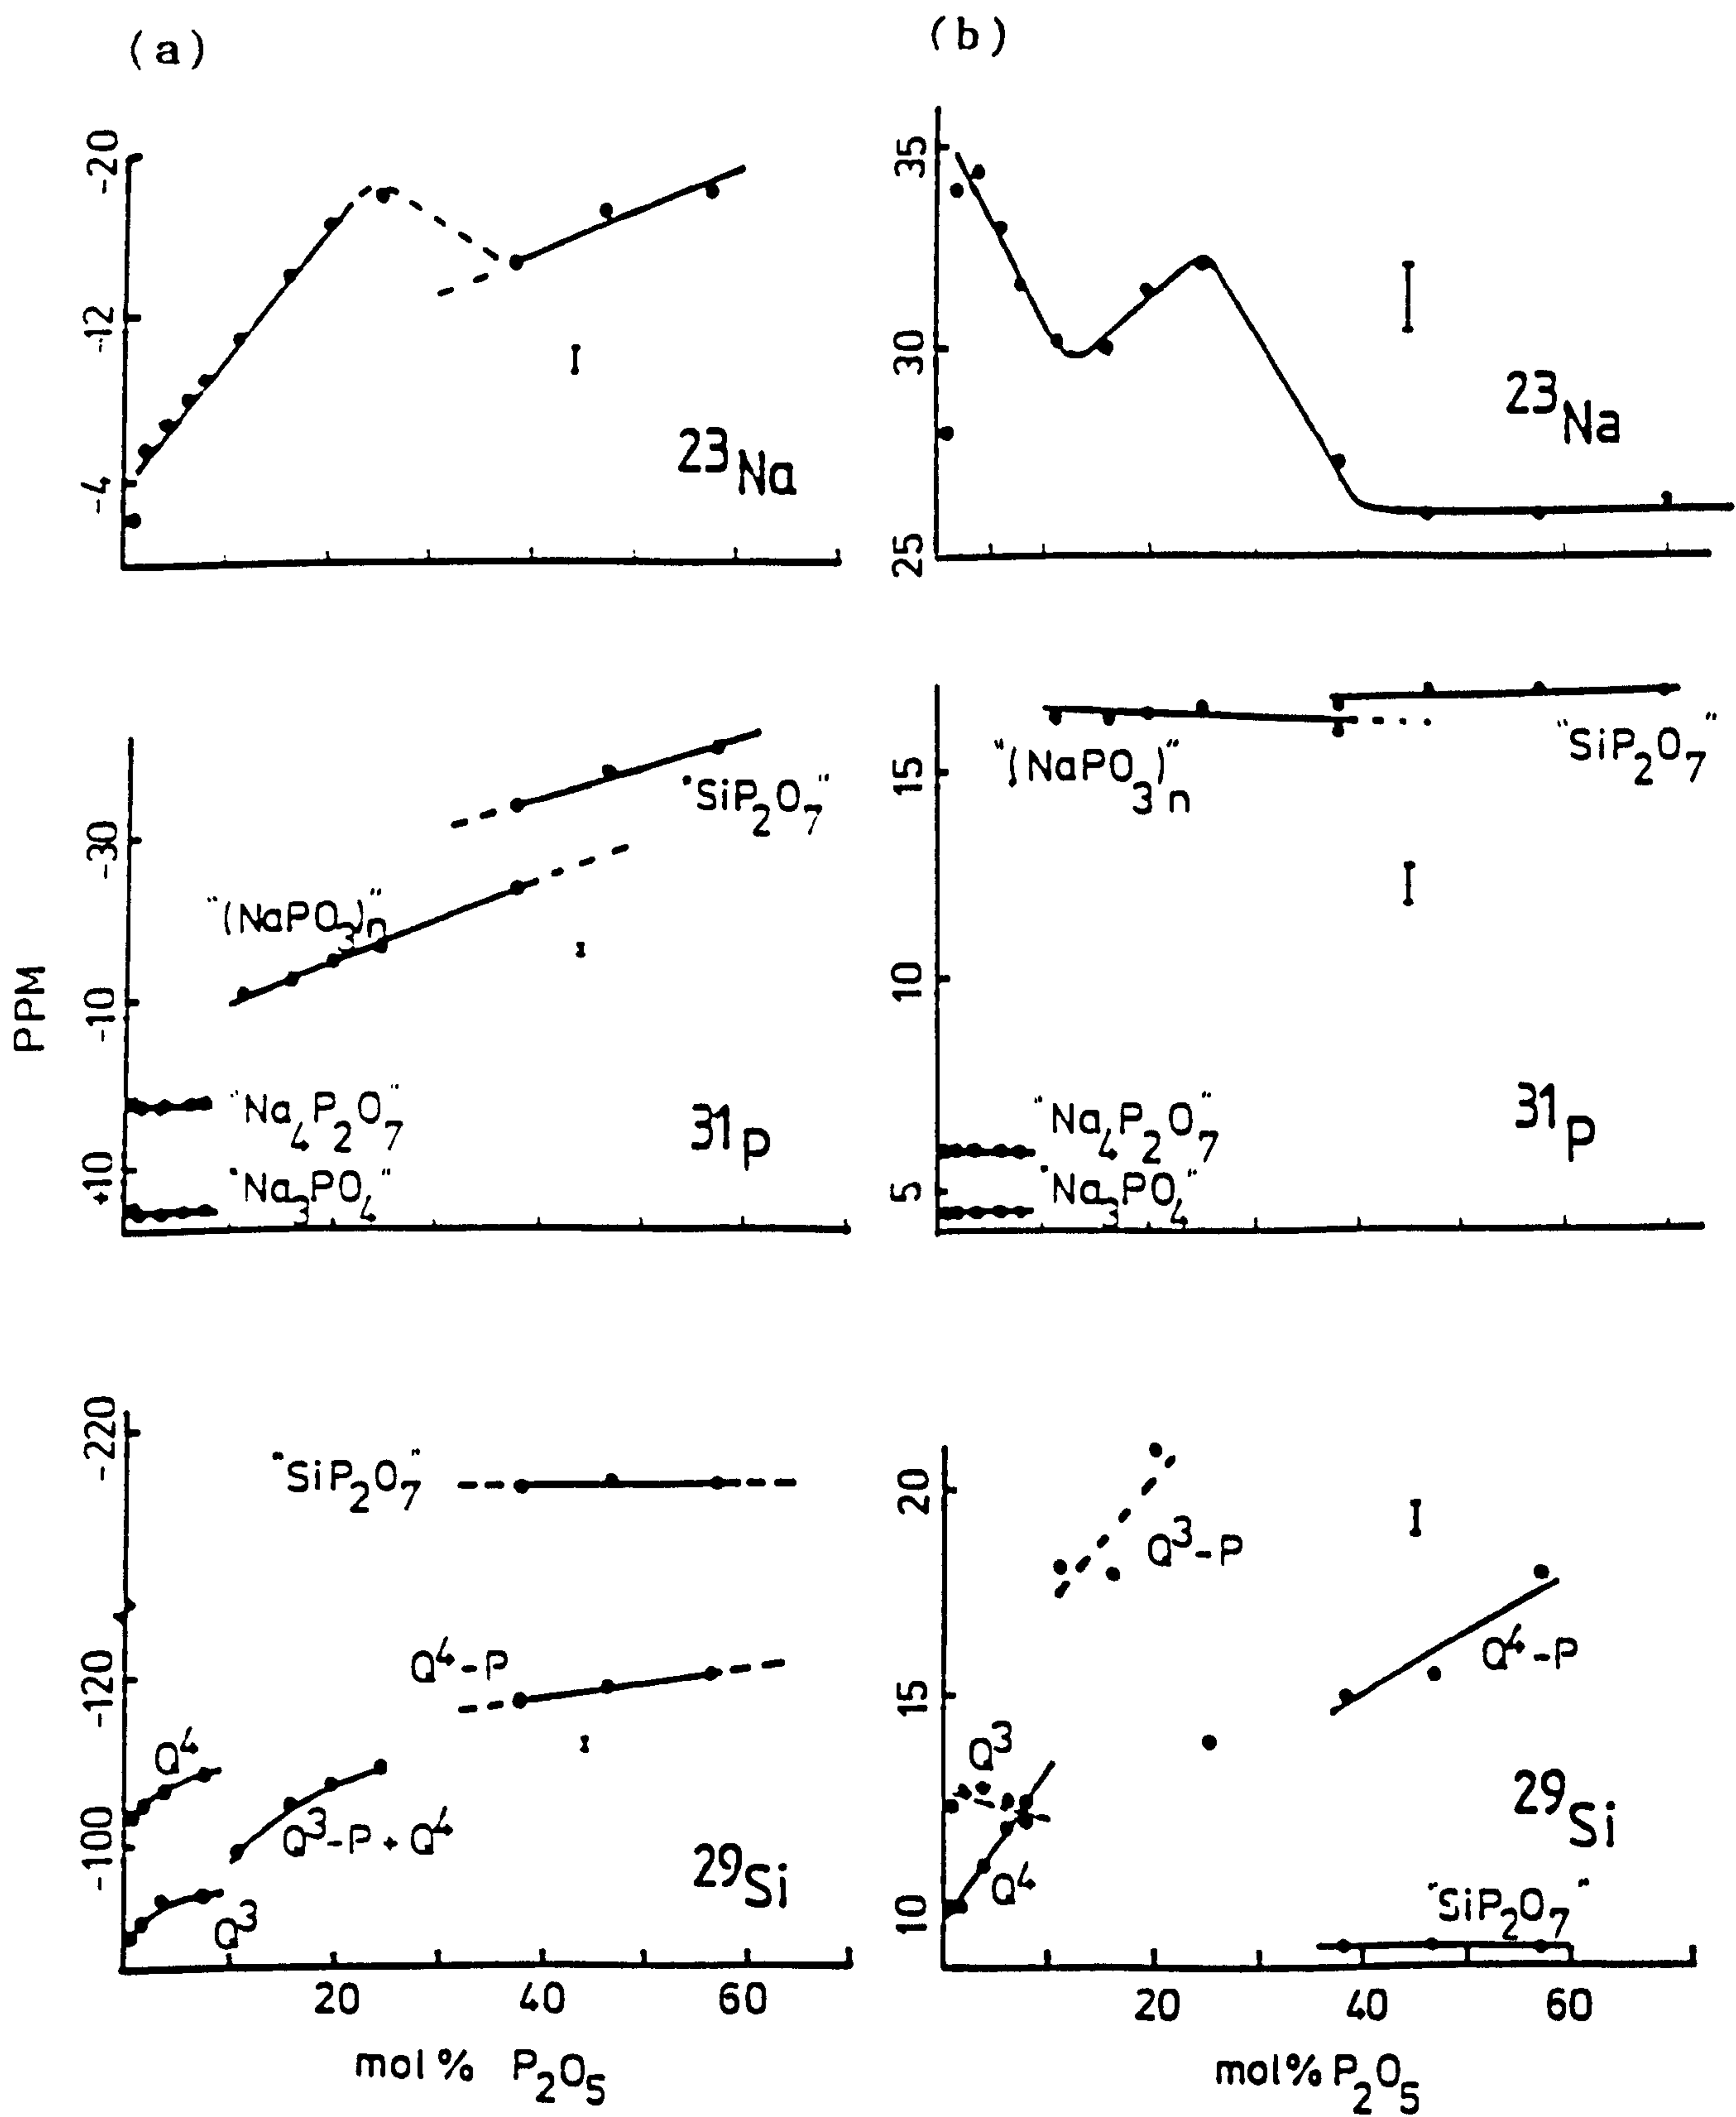 (a)
(b)
-20
-12
-4
23Na
35
30
25
23Na
PPM
-30
-10
+10
"SiP2O7"
"(NaPO3)n"
"Na4P2O7"
"Na3PO4"
31P
15
10
5
"(NaPO3)n"
"SiP2O7"
"Na4P2O7"
"Na3PO4"
31P
-220
-120
-100
"SiP2O7"
Q4-P
Q4
Q3-P+Q4
Q3
29Si
20 40 60
mol% P2O5
20
15
10
Q3-P
Q4-P
Q3
Q4
29Si
"SiP2O7"
20 40 60
mol% P2O5